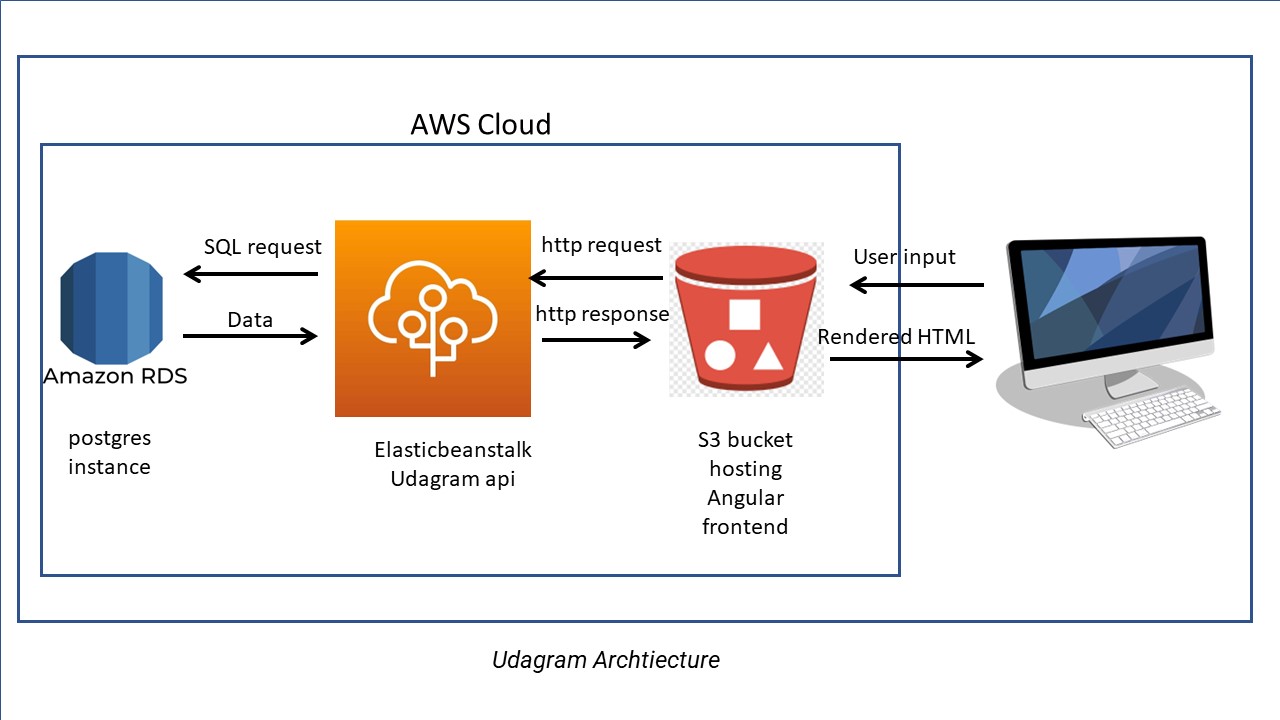 AWS Cloud
SQL request
Data
Amazon RDS
postgres
instance
Elasticbeanstalk
Udagram api
http request
http response
S3 bucket
hosting
Angular
frontend
User input
Rendered HTML
Udagram Archtiecture